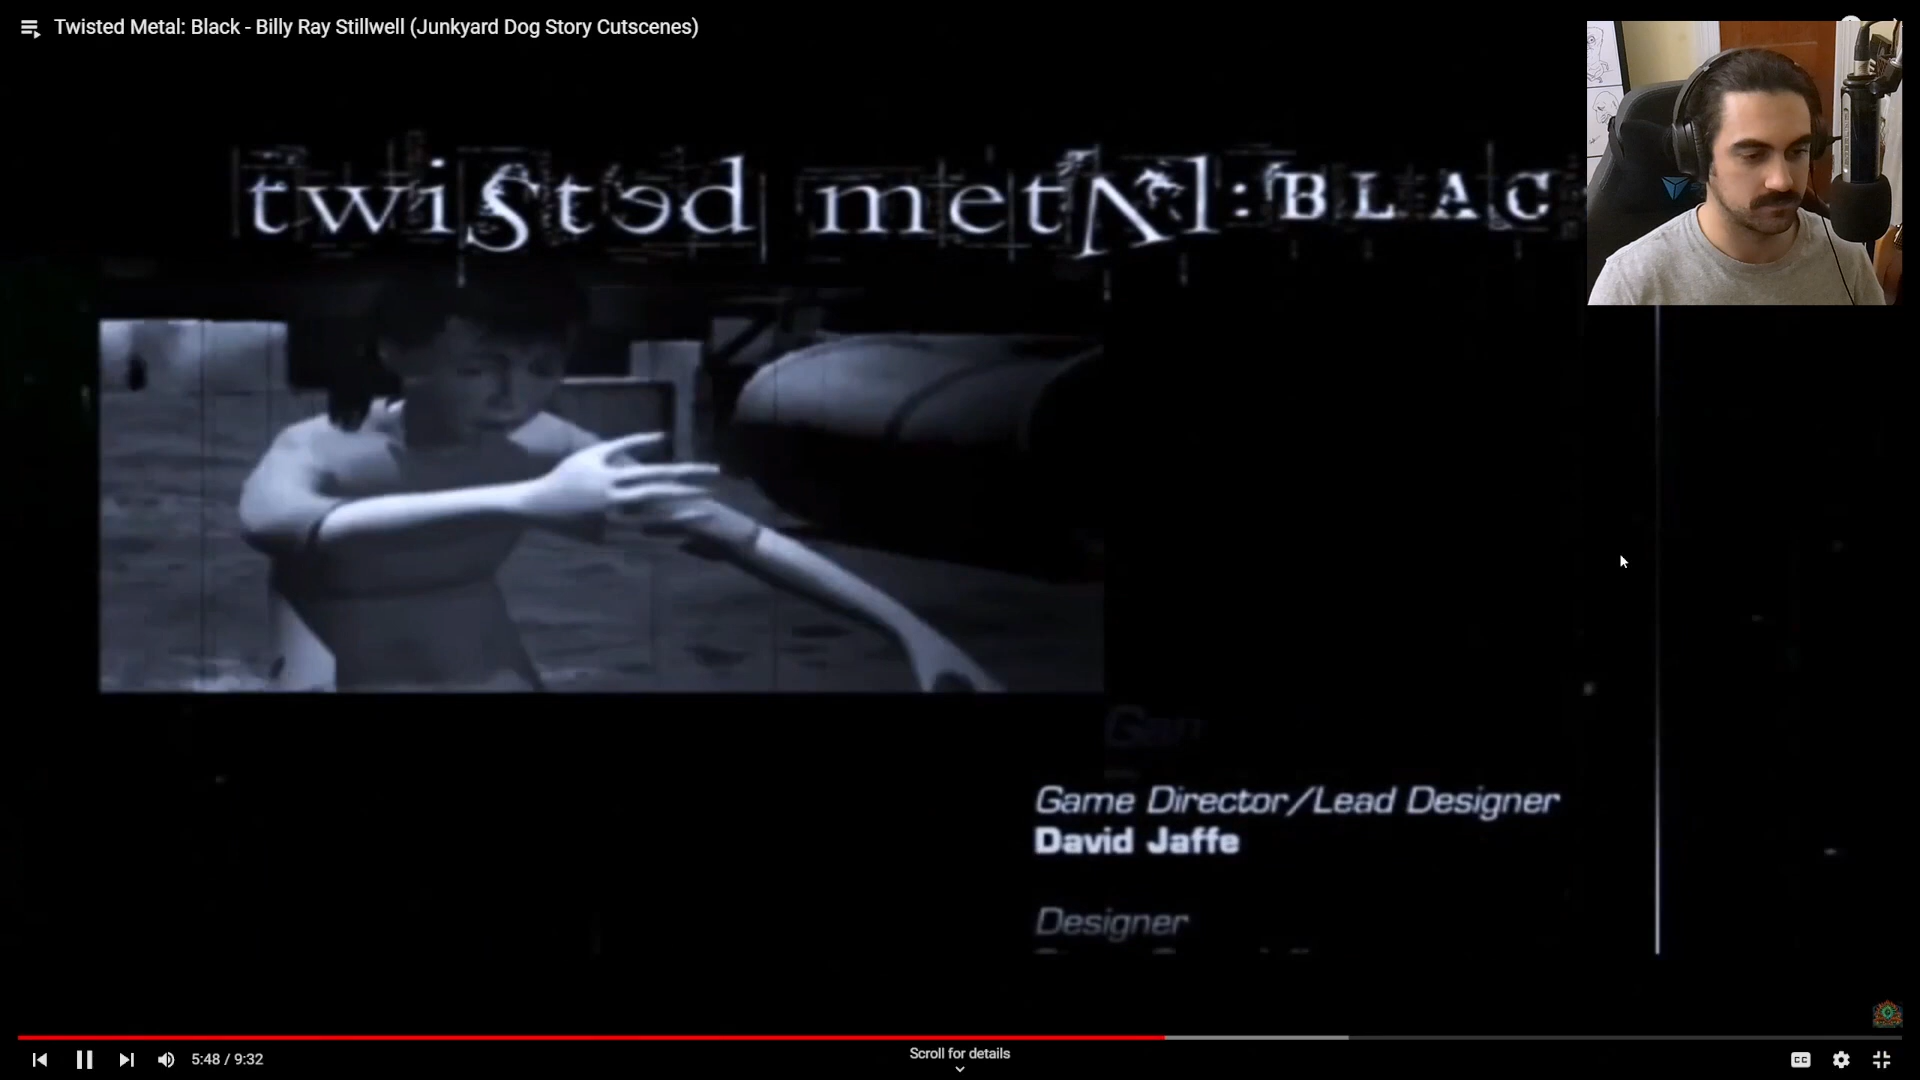 Twisted Metal: Black - Billy Ray Stillwell (Junkyard Dog Story Cutscenes)
twisted metal: BLAC
Game Director/Lead Designer
David Jaffe
Designer
5:48 / 9:32
Scroll for details
CC